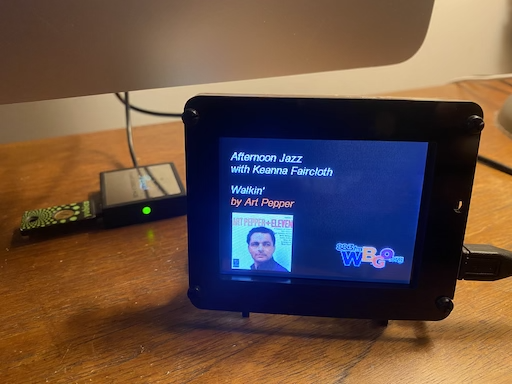 Afternoon Jazz
with Keanna Faircloth
Walkin'
by Art Pepper
ART PEPPER+ELEVEN
WBGO